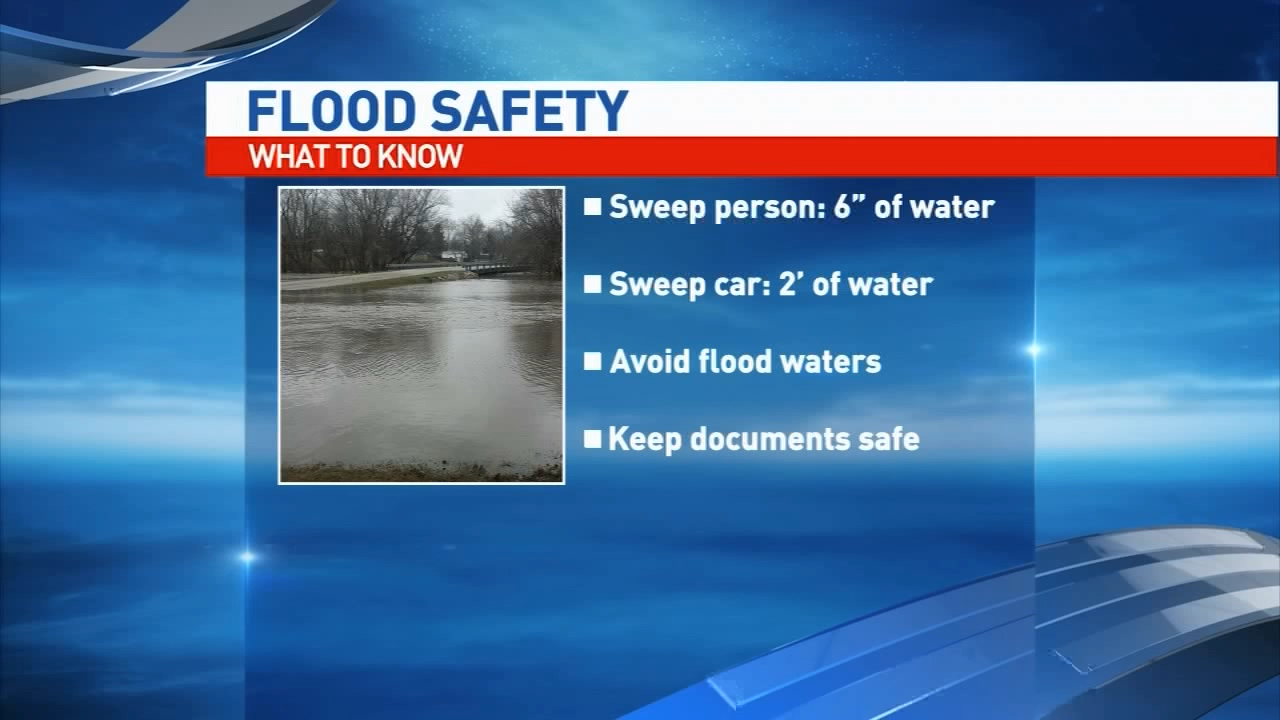 FLOOD SAFETY
WHAT TO KNOW
■ Sweep person: 6” of water
■ Sweep car: 2’ of water
■ Avoid flood waters
■ Keep documents safe